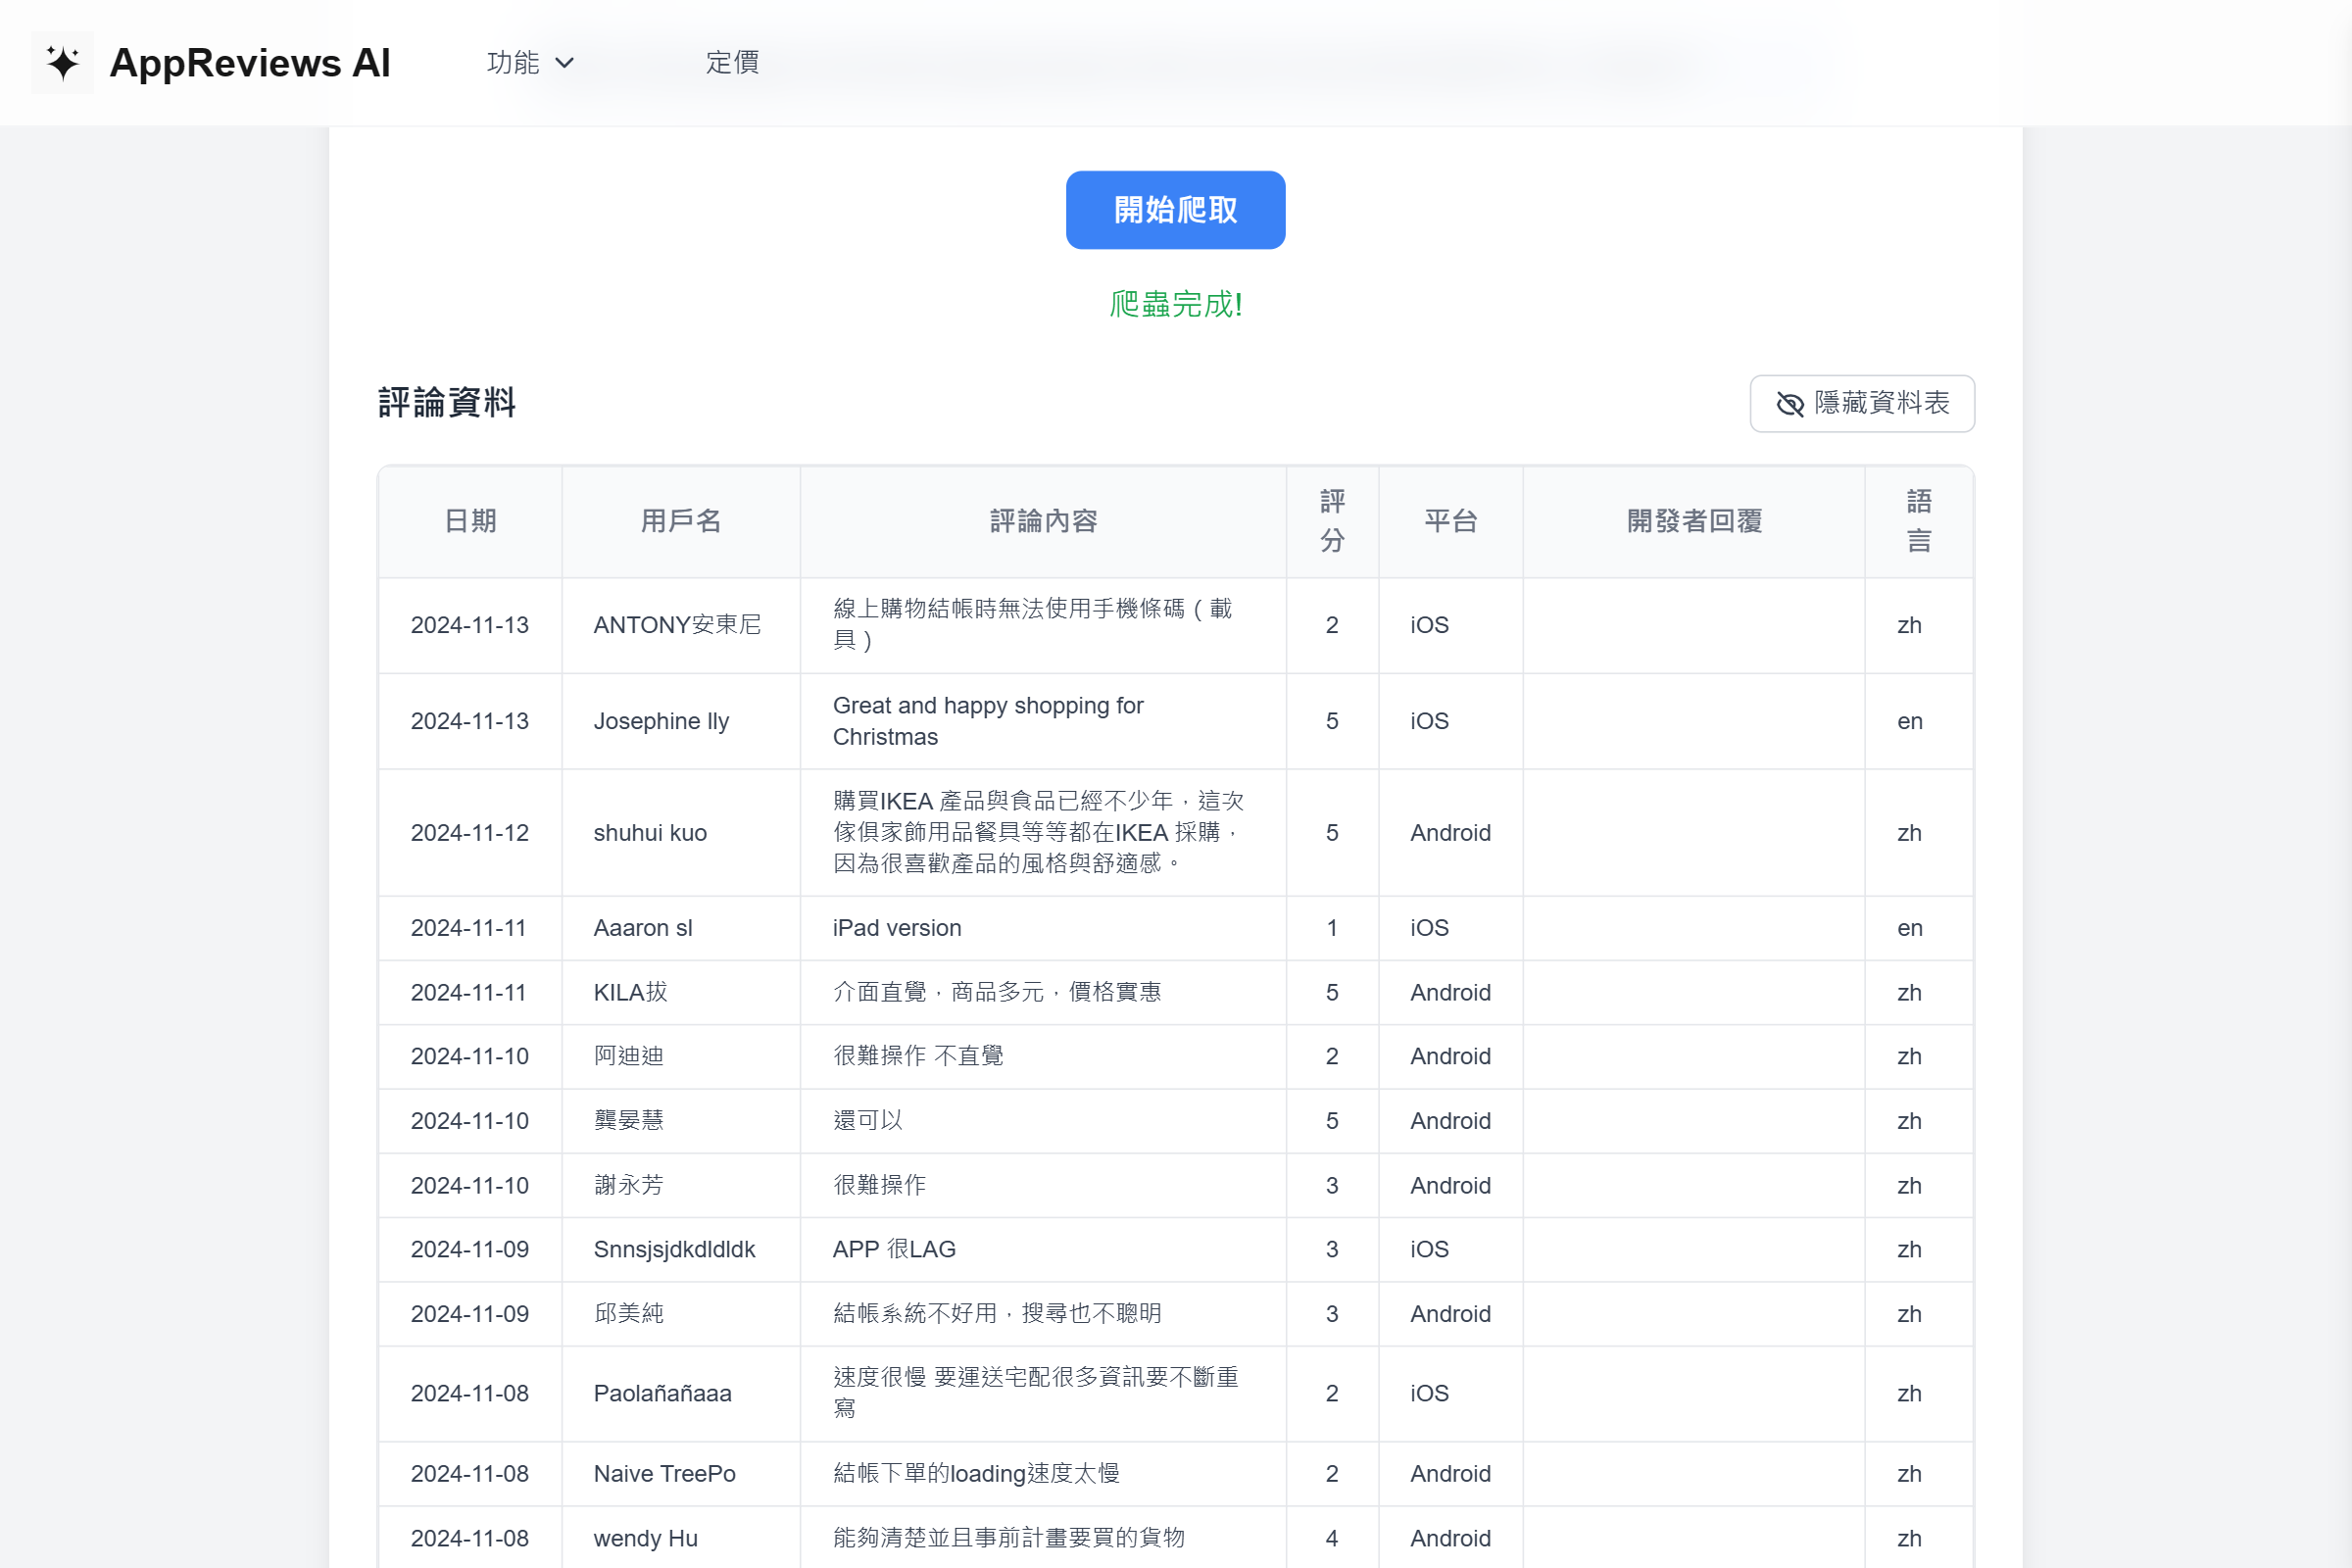 AppReviews AI
功能
定價
開始爬取
爬蟲完成!
評論資料
隱藏資料表
日期 用戶名 評論內容 評分 平台 開發者回覆 語言
2024-11-13 ANTONY安東尼 線上購物結帳時無法使用手機條碼（載
具） 2 iOS zh
2024-11-13 Josephine lly Great and happy shopping for
Christmas 5 iOS en
2024-11-12 shuhui kuo 購買IKEA 產品與食品已經不少年，這次
傢俱家飾用品餐具等等都在IKEA 採購，
因為很喜歡產品的風格與舒適感。 5 Android zh
2024-11-11 Aaaron sl iPad version 1 iOS en
2024-11-11 KILA拔 介面直覺，商品多元，價格實惠 5 Android zh
2024-11-10 阿迪迪 很難操作 不直覺 2 Android zh
2024-11-10 龔晏慧 還可以 5 Android zh
2024-11-10 謝永芳 很難操作 3 Android zh
2024-11-09 Snnsjsjdkdldldk APP 很LAG 3 iOS zh
2024-11-09 邱美純 結帳系統不好用，搜尋也不聰明 3 Android zh
2024-11-08 Paolañañaaa 速度很慢 要運送宅配很多資訊要不斷重
寫 2 iOS zh
2024-11-08 Naive TreePo 結帳下單的loading速度太慢 2 Android zh
2024-11-08 wendy Hu 能夠清楚並且事前計畫要買的貨物 4 Android zh